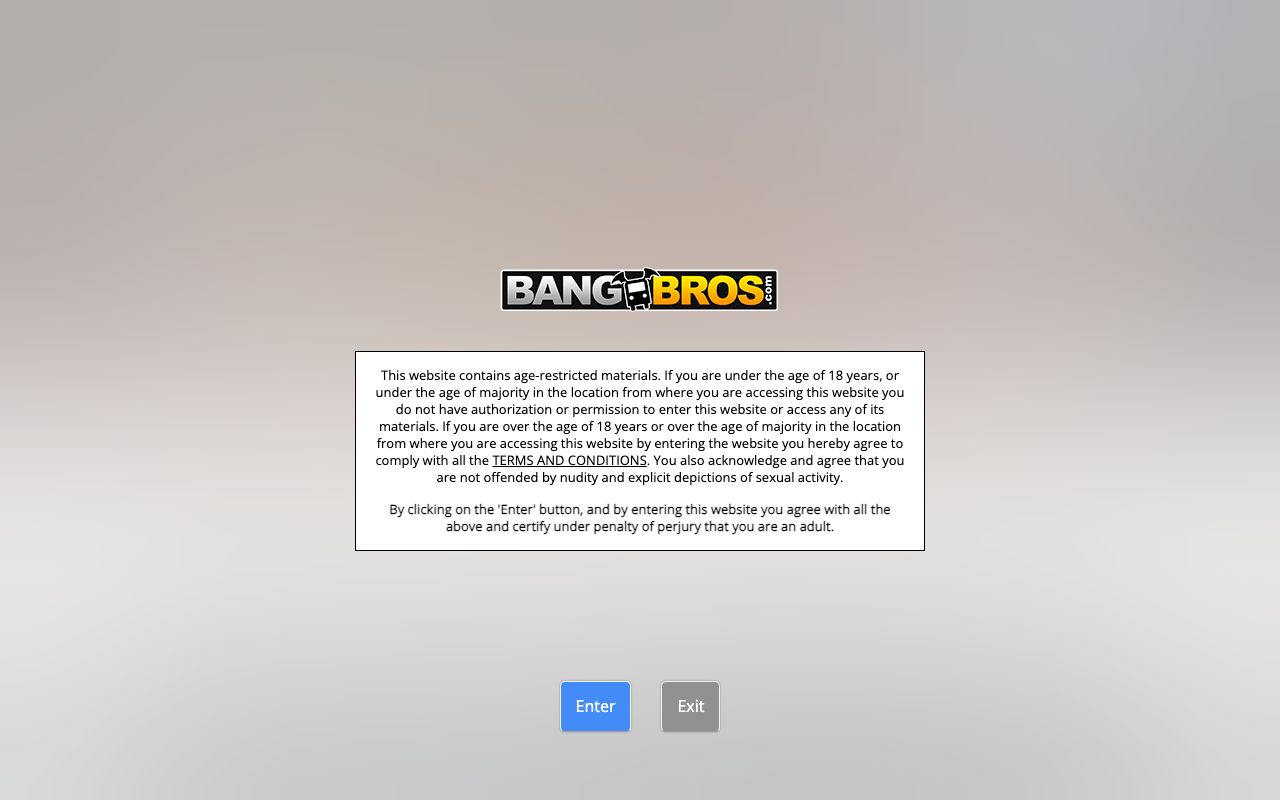 BANGBROS.com
This website contains age-restricted materials. If you are under the age of 18 years, or
under the age of majority in the location from where you are accessing this website you
do not have authorization or permission to enter this website or access any of its
materials. If you are over the age of 18 years or over the age of majority in the location
from where you are accessing this website by entering the website you hereby agree to
comply with all the TERMS AND CONDITIONS. You also acknowledge and agree that you
are not offended by nudity and explicit depictions of sexual activity.
By clicking on the 'Enter' button, and by entering this website you agree with all the
above and certify under penalty of perjury that you are an adult.
Enter Exit